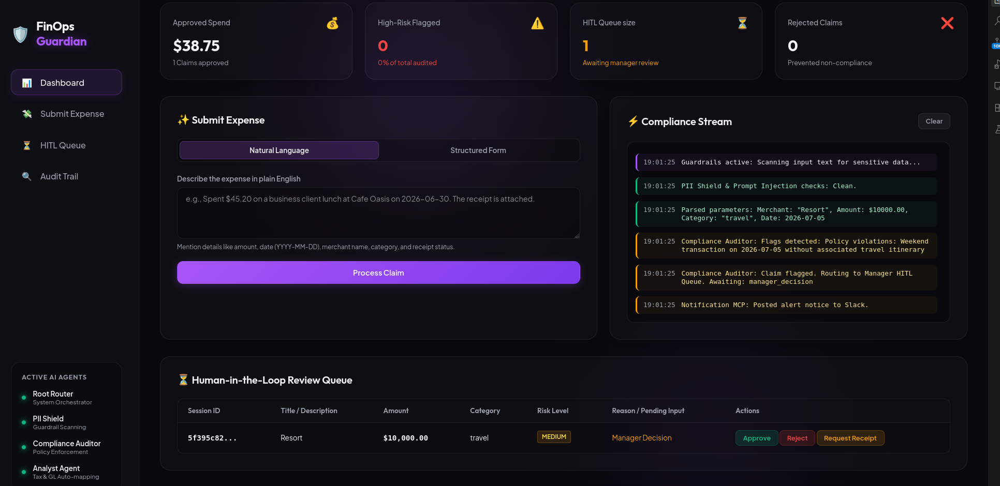 FinOps
Guardian
Dashboard
Submit Expense
HITL Queue
Audit Trail
ACTIVE AI AGENTS
Root Router
System Orchestrator
PII Shield
Guardrail Scanning
Compliance Auditor
Policy Enforcement
Analyst Agent
Tax & GL Auto-mapping
Approved Spend
$38.75
1 Claims approved
High-Risk Flagged
0
0% of total audited
HITL Queue size
1
Awaiting manager review
Rejected Claims
0
Prevented non-compliance
Submit Expense
Natural Language
Structured Form
Describe the expense in plain English
e.g., Spent $45.20 on a business client lunch at Cafe Oasis on 2026-06-30. The receipt is attached.
Mention details like amount, date (YYYY-MM-DD), merchant name, category, and receipt status.
Process Claim
Compliance Stream
Clear
19:01:25 Guardrails active: Scanning input text for sensitive data...
19:01:25 PII Shield & Prompt Injection checks: Clean.
19:01:25 Parsed parameters: Merchant: "Resort", Amount: $10000.00,
Category: "travel", Date: 2026-07-05
19:01:25 Compliance Auditor: Flags detected: Policy violations: Weekend
transaction on 2026-07-05 without associated travel itinerary
19:01:25 Compliance Auditor: Claim flagged. Routing to Manager HITL
Queue. Awaiting: manager_decision
19:01:25 Notification MCP: Posted alert notice to Slack.
Human-in-the-Loop Review Queue
Session ID Title / Description Amount Category Risk Level Reason / Pending Input Actions
5f395c82... Resort $10,000.00 travel MEDIUM Manager Decision Approve Reject Request Receipt